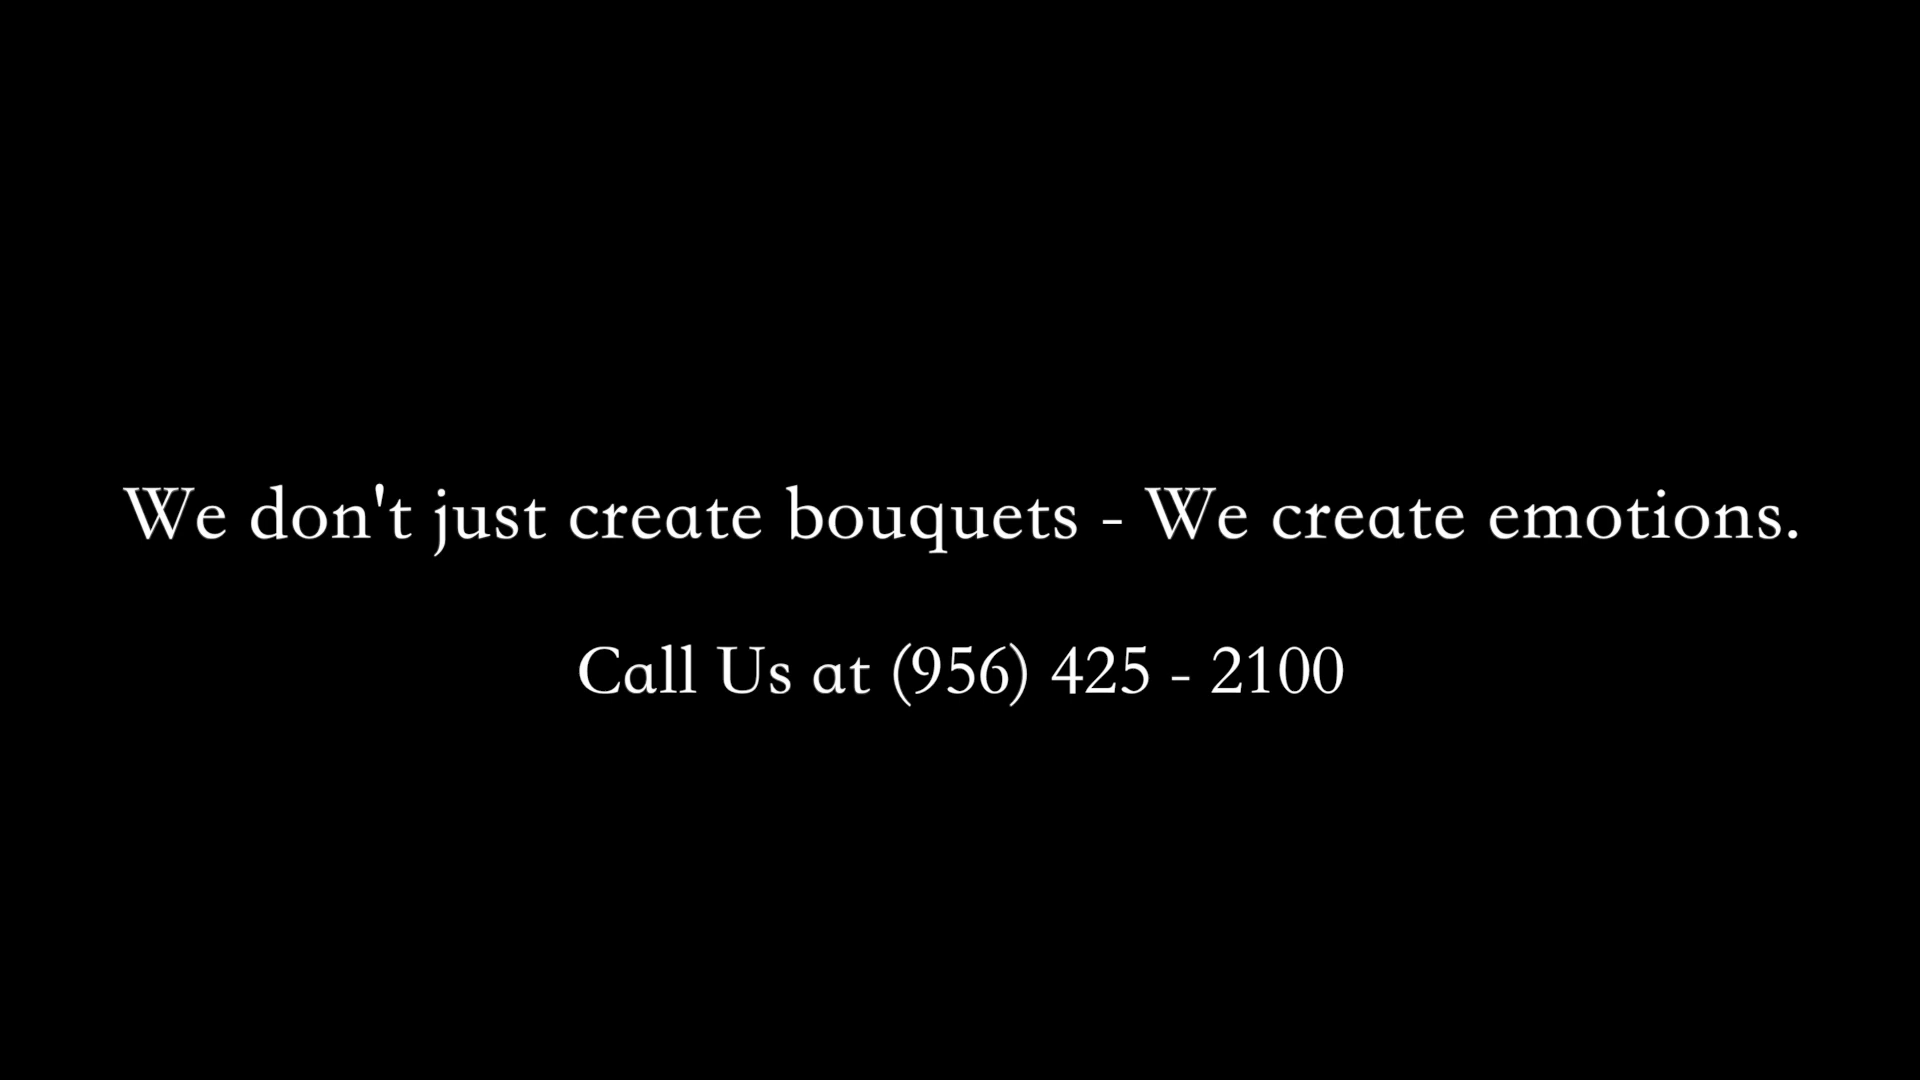 We don't just create bouquets - We create emotions.
Call Us at (956) 425 - 2100